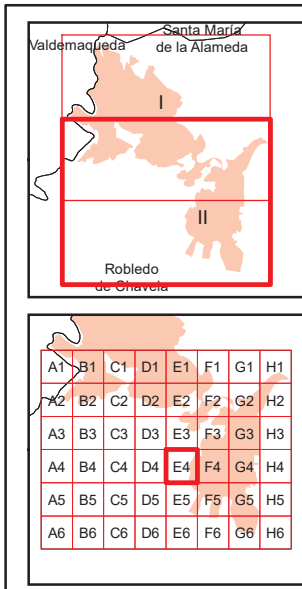 Santa María
Valdemaqueda
de la Alameda
I
II
Robledo
de Chavela
A1 B1 C1 D1 E1 F1 G1 H1
A2 B2 C2 D2 E2 F2 G2 H2
A3 B3 C3 D3 E3 F3 G3 H3
A4 B4 C4 D4 E4 F4 G4 H4
A5 B5 C5 D5 E5 F5 G5 H5
A6 B6 C6 D6 E6 F6 G6 H6